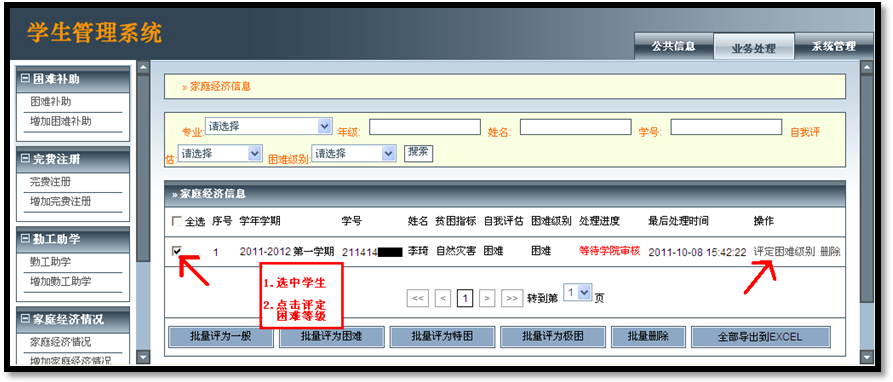 学生管理系统
公共信息 业务处理 系统管理
困难补助
困难补助
增加困难补助
完费注册
完费注册
增加完费注册
勤工助学
勤工助学
增加勤工助学
家庭经济情况
家庭经济情况
增加家庭经济情况
» 家庭经济信息
专业: 请选择 年级: 姓名: 学号: 自我评
估: 请选择 困难级别: 请选择 搜索
» 家庭经济信息
全选 序号 学年学期 学号 姓名 贫困指标 自我评估 困难级别 处理进度 最后处理时间 操作
1 2011-2012 第一学期 211414 李琦 自然灾害 困难 困难 等待学院审核 2011-10-08 15:42:22 评定困难级别 删除
1.选中学生
2.点击评定
困难等级
<< < 1 > >> 转到第 1 页
批量评为一般 批量评为困难 批量评为特困 批量评为极困 批量删除 全部导出到EXCEL